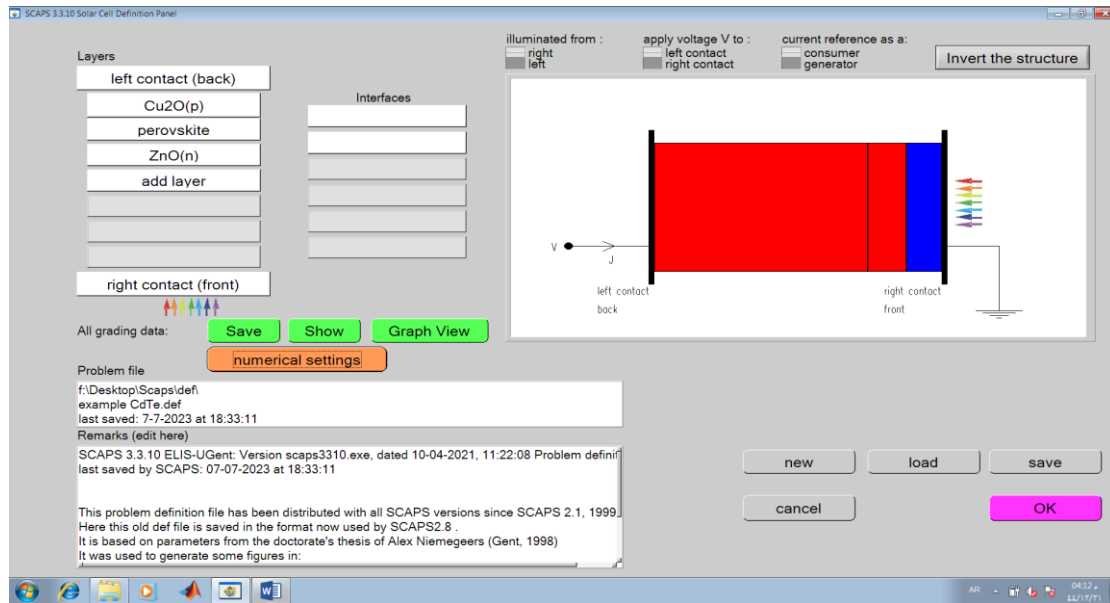 SCAPS 3.3.10 Solar Cell Definition Panel
Layers
left contact (back)
Cu2O(p)
perovskite
ZnO(n)
add layer
right contact (front)
Interfaces
illuminated from :
right
left
apply voltage V to :
left contact
right contact
current reference as a:
consumer
generator
Invert the structure
V
J
left contact
back
right contact
front
All grading data:
Save
Show
Graph View
numerical settings
Problem file
f:\Desktop\Scaps\def\
example CdTe.def
last saved: 7-7-2023 at 18:33:11
Remarks (edit here)
SCAPS 3.3.10 ELIS-UGent: Version scaps3310.exe, dated 10-04-2021, 11:22:08 Problem definit
last saved by SCAPS: 07-07-2023 at 18:33:11
This problem definition file has been distributed with all SCAPS versions since SCAPS 2.1, 1999.
Here this old def file is saved in the format now used by SCAPS2.8 .
It is based on parameters from the doctorate's thesis of Alex Niemegeers (Gent, 1998)
It was used to generate some figures in:
new
load
save
cancel
OK
AR